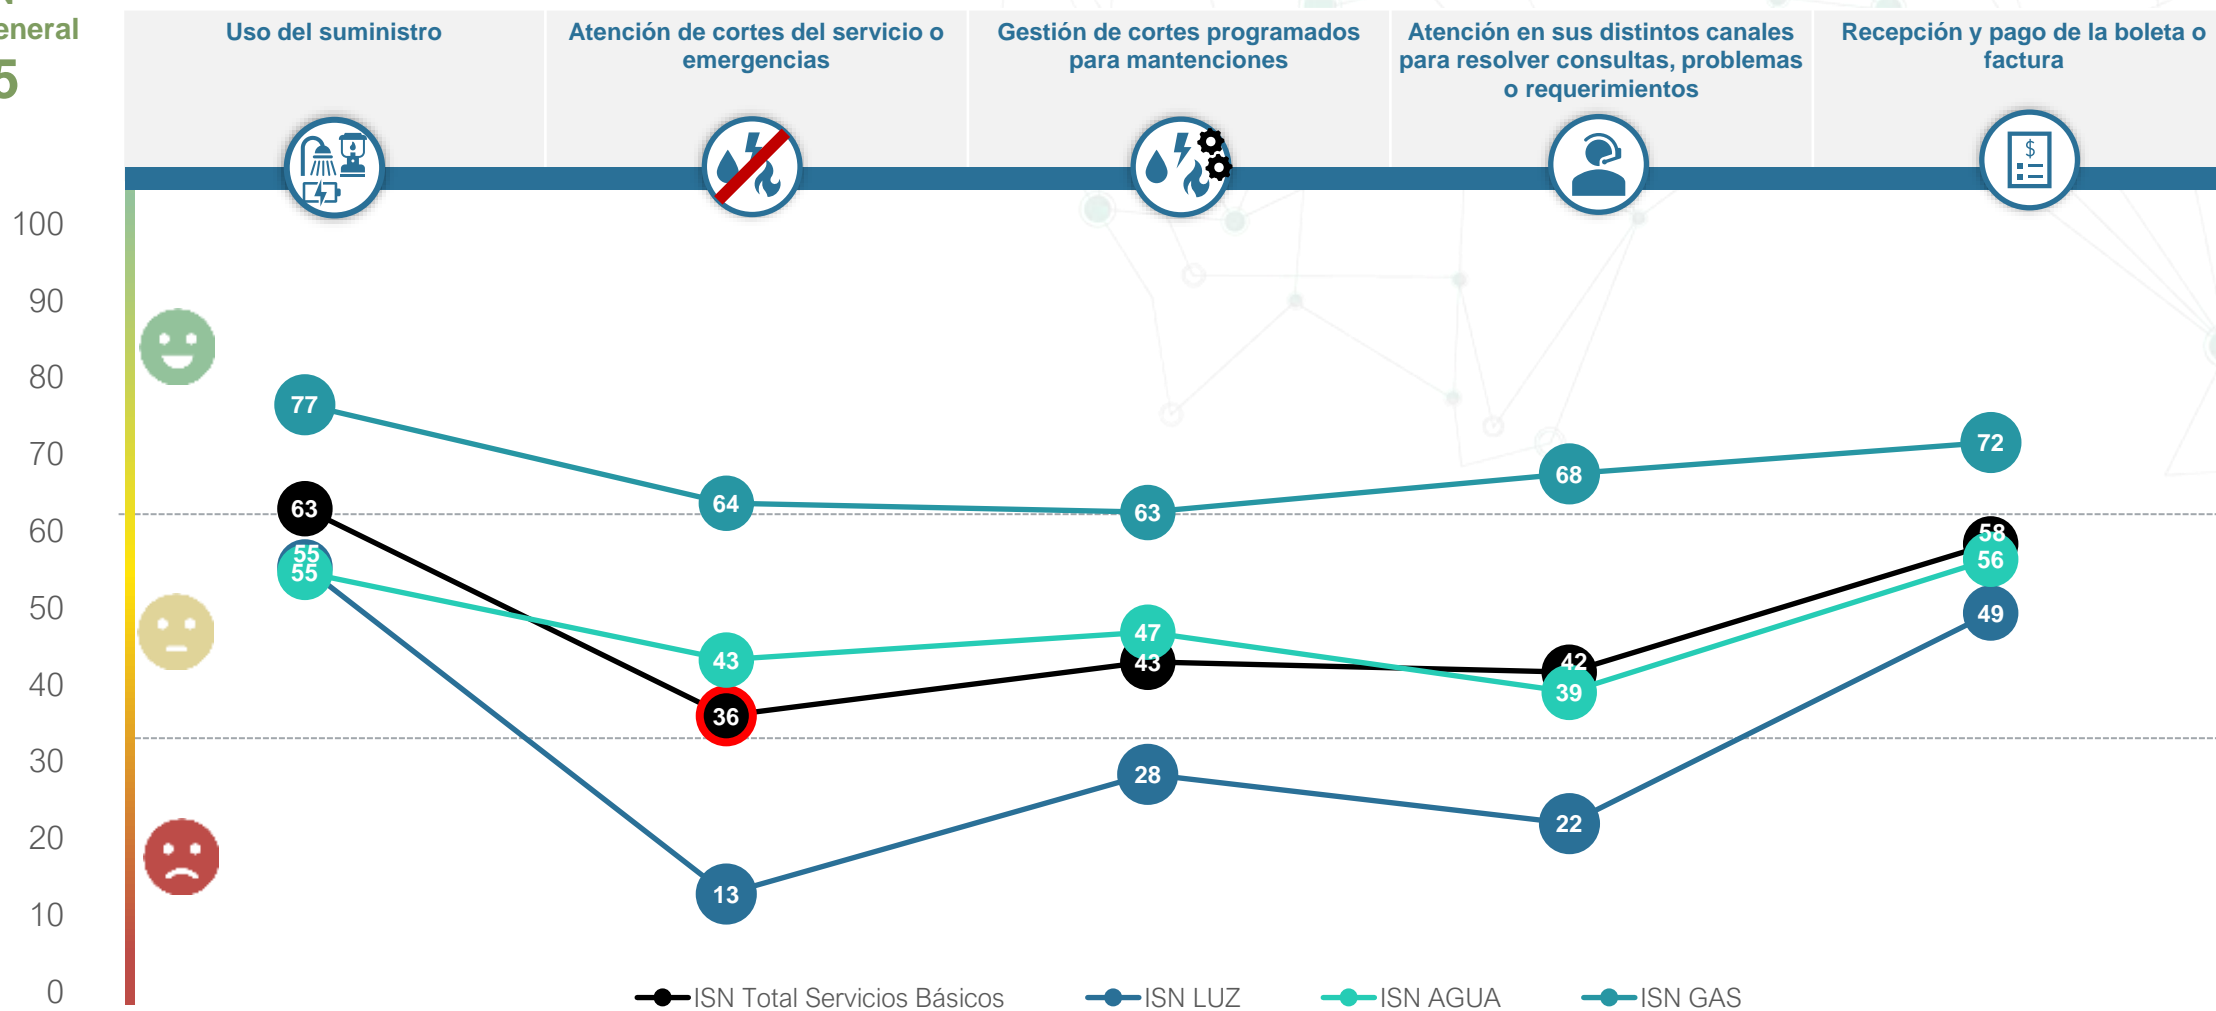 eneral
5
Uso del suministro
Atención de cortes del servicio o
emergencias
Gestión de cortes programados
para mantenciones
Atención en sus distintos canales
para resolver consultas, problemas
o requerimientos
Recepción y pago de la boleta o
factura
$
100
90
80
70
60
50
40
30
20
10
0
77
64
63
68
72
63
36
43
42
58
55
55
43
47
39
56
13
28
22
49
ISN Total Servicios Básicos
ISN LUZ
ISN AGUA
ISN GAS